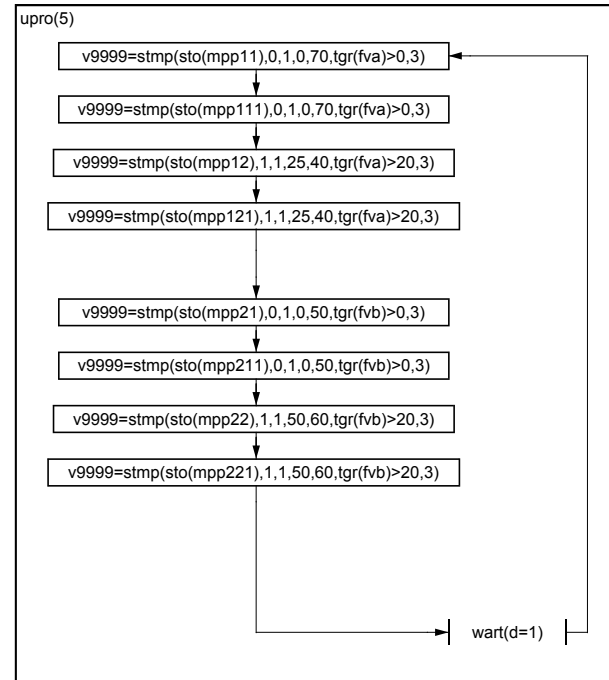 upro(5)
v9999=stmp(sto(mpp11),0,1,0,70,tgr(fva)>0,3)
v9999=stmp(sto(mpp111),0,1,0,70,tgr(fva)>0,3)
v9999=stmp(sto(mpp12),1,1,25,40,tgr(fva)>20,3)
v9999=stmp(sto(mpp121),1,1,25,40,tgr(fva)>20,3)
v9999=stmp(sto(mpp21),0,1,0,50,tgr(fvb)>0,3)
v9999=stmp(sto(mpp211),0,1,0,50,tgr(fvb)>0,3)
v9999=stmp(sto(mpp22),1,1,50,60,tgr(fvb)>20,3)
v9999=stmp(sto(mpp221),1,1,50,60,tgr(fvb)>20,3)
wart(d=1)